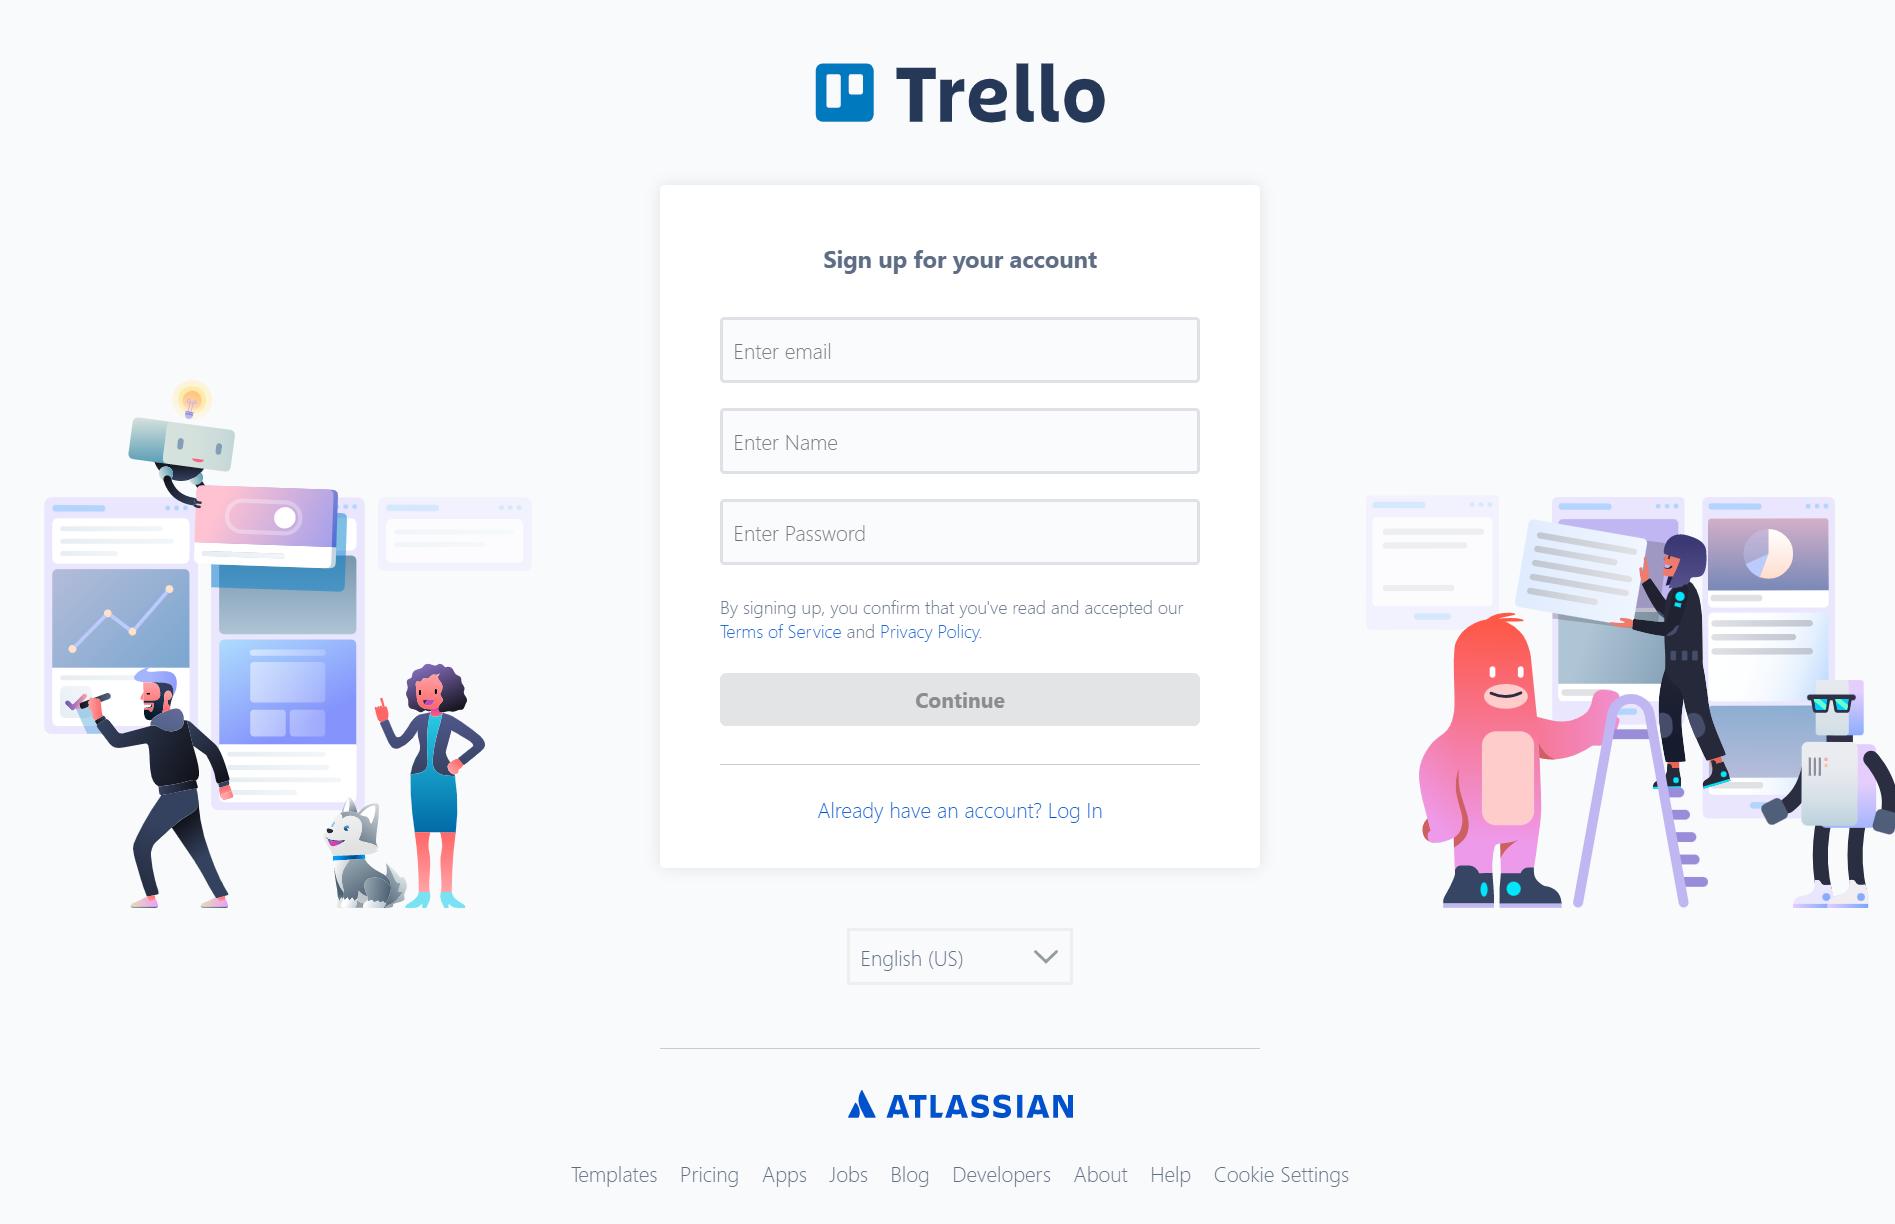 Trello
Sign up for your account
Enter email
Enter Name
Enter Password
By signing up, you confirm that you've read and accepted our
Terms of Service and Privacy Policy.
Continue
Already have an account? Log In
English (US)
ATLASSIAN
Templates Pricing Apps Jobs Blog Developers About Help Cookie Settings